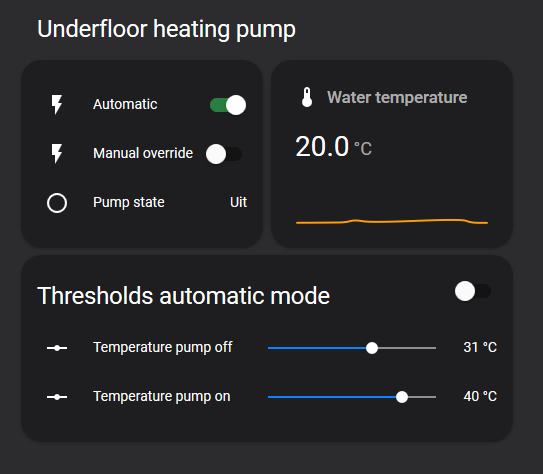 Underfloor heating pump
Automatic
Manual override
Pump state Uit
Water temperature
20.0 °C
Thresholds automatic mode
Temperature pump off 31 °C
Temperature pump on 40 °C